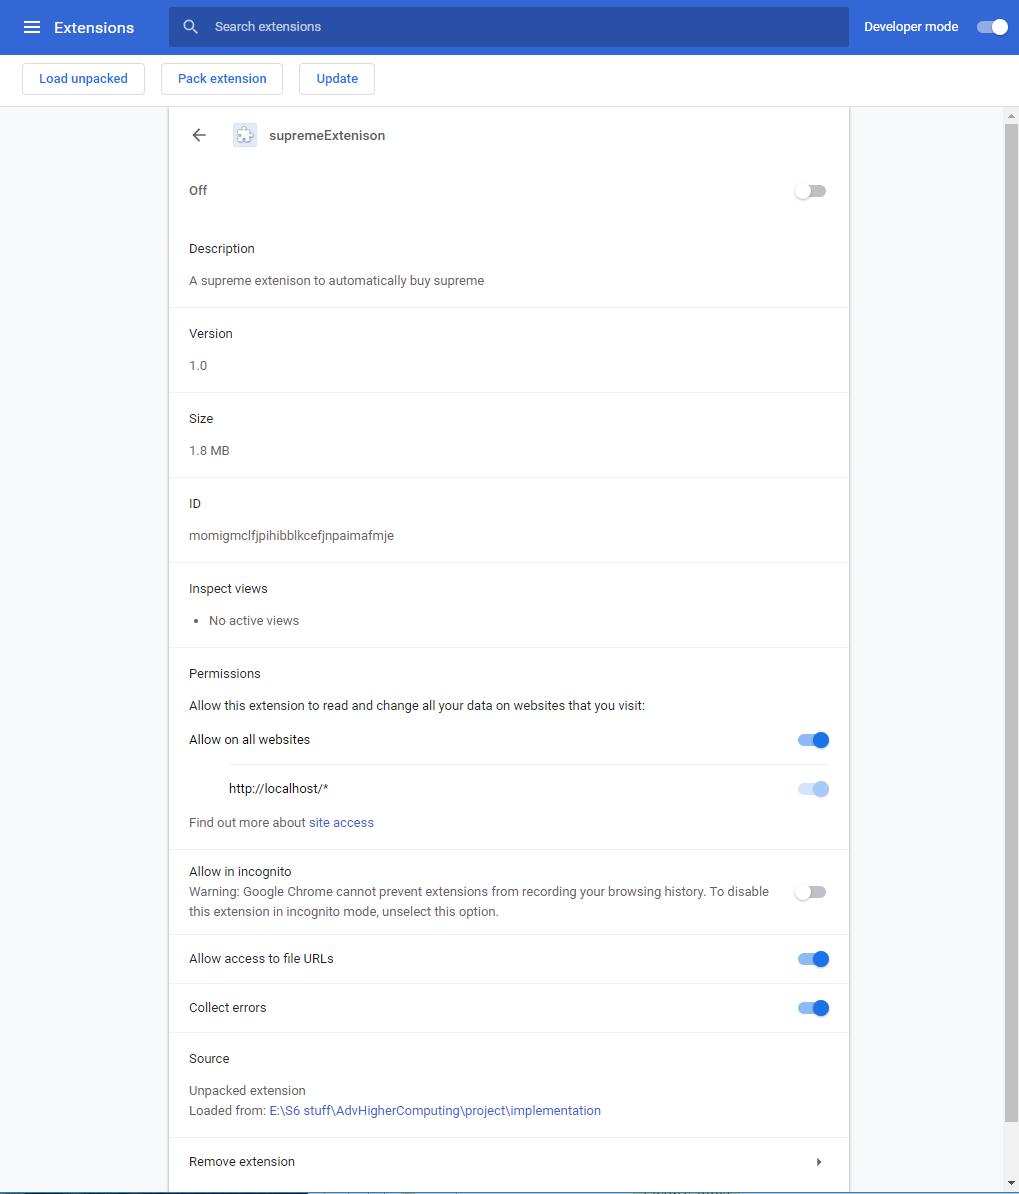 Extensions
Search extensions
Developer mode
Load unpacked
Pack extension
Update
supremeExtenison
Off
Description
A supreme extenison to automatically buy supreme
Version
1.0
Size
1.8 MB
ID
momigmclfjpihibblkcefjnpaimafmje
Inspect views
• No active views
Permissions
Allow this extension to read and change all your data on websites that you visit:
Allow on all websites
http://localhost/*
Find out more about site access
Allow in incognito
Warning: Google Chrome cannot prevent extensions from recording your browsing history. To disable
this extension in incognito mode, unselect this option.
Allow access to file URLs
Collect errors
Source
Unpacked extension
Loaded from: E:\S6 stuff\AdvHigherComputing\project\implementation
Remove extension